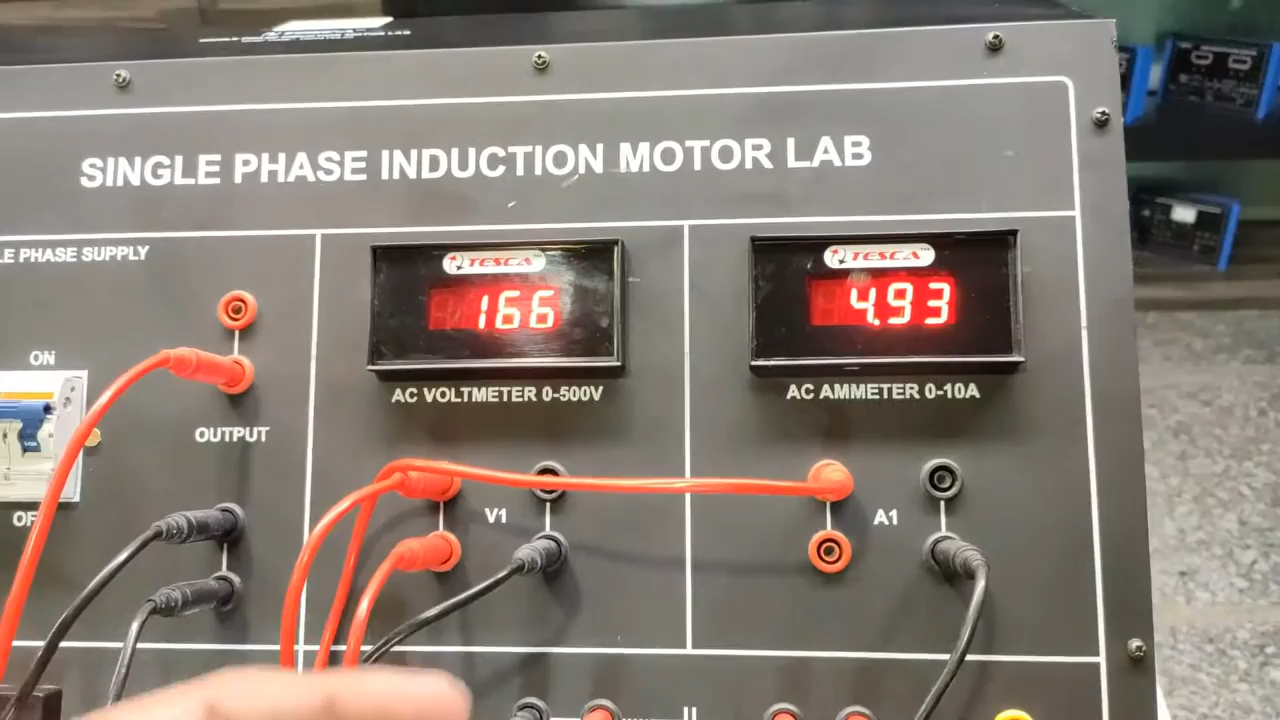 SINGLE PHASE INDUCTION MOTOR LAB
LE PHASE SUPPLY
TESCA
166
AC VOLTMETER 0-500V
TESCA
4.93
AC AMMETER 0-10A
ON
OUTPUT
OF
V1
A1